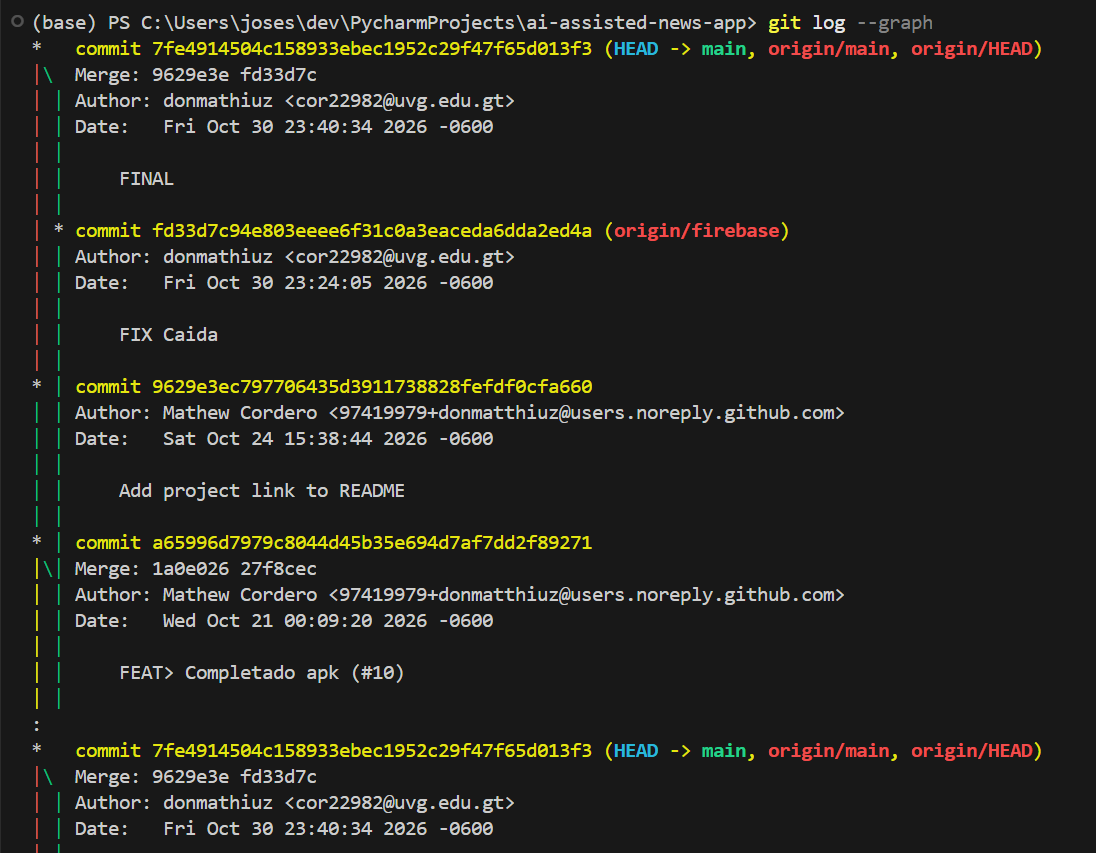 (base) PS C:\Users\joses\dev\PycharmProjects\ai-assisted-news-app> git log --graph
*   commit 7fe4914504c158933ebec1952c29f47f65d013f3 (HEAD -> main, origin/main, origin/HEAD)
|\  Merge: 9629e3e fd33d7c
| | Author: donmathiuz <cor22982@uvg.edu.gt>
| | Date:   Fri Oct 30 23:40:34 2026 -0600
| |
| |     FINAL
| |
| * commit fd33d7c94e803eeee6f31c0a3eaceda6dda2ed4a (origin/firebase)
| | Author: donmathiuz <cor22982@uvg.edu.gt>
| | Date:   Fri Oct 30 23:24:05 2026 -0600
| |
| |     FIX Caida
| |
* | commit 9629e3ec797706435d3911738828fefdf0cfa660
| | Author: Mathew Cordero <97419979+donmatthiuz@users.noreply.github.com>
| | Date:   Sat Oct 24 15:38:44 2026 -0600
| |
| |     Add project link to README
| |
* | commit a65996d7979c8044d45b35e694d7af7dd2f89271
|\| Merge: 1a0e026 27f8cec
| | Author: Mathew Cordero <97419979+donmatthiuz@users.noreply.github.com>
| | Date:   Wed Oct 21 00:09:20 2026 -0600
| |
| |     FEAT> Completado apk (#10)
| |
:
*   commit 7fe4914504c158933ebec1952c29f47f65d013f3 (HEAD -> main, origin/main, origin/HEAD)
|\  Merge: 9629e3e fd33d7c
| | Author: donmathiuz <cor22982@uvg.edu.gt>
| | Date:   Fri Oct 30 23:40:34 2026 -0600
| |